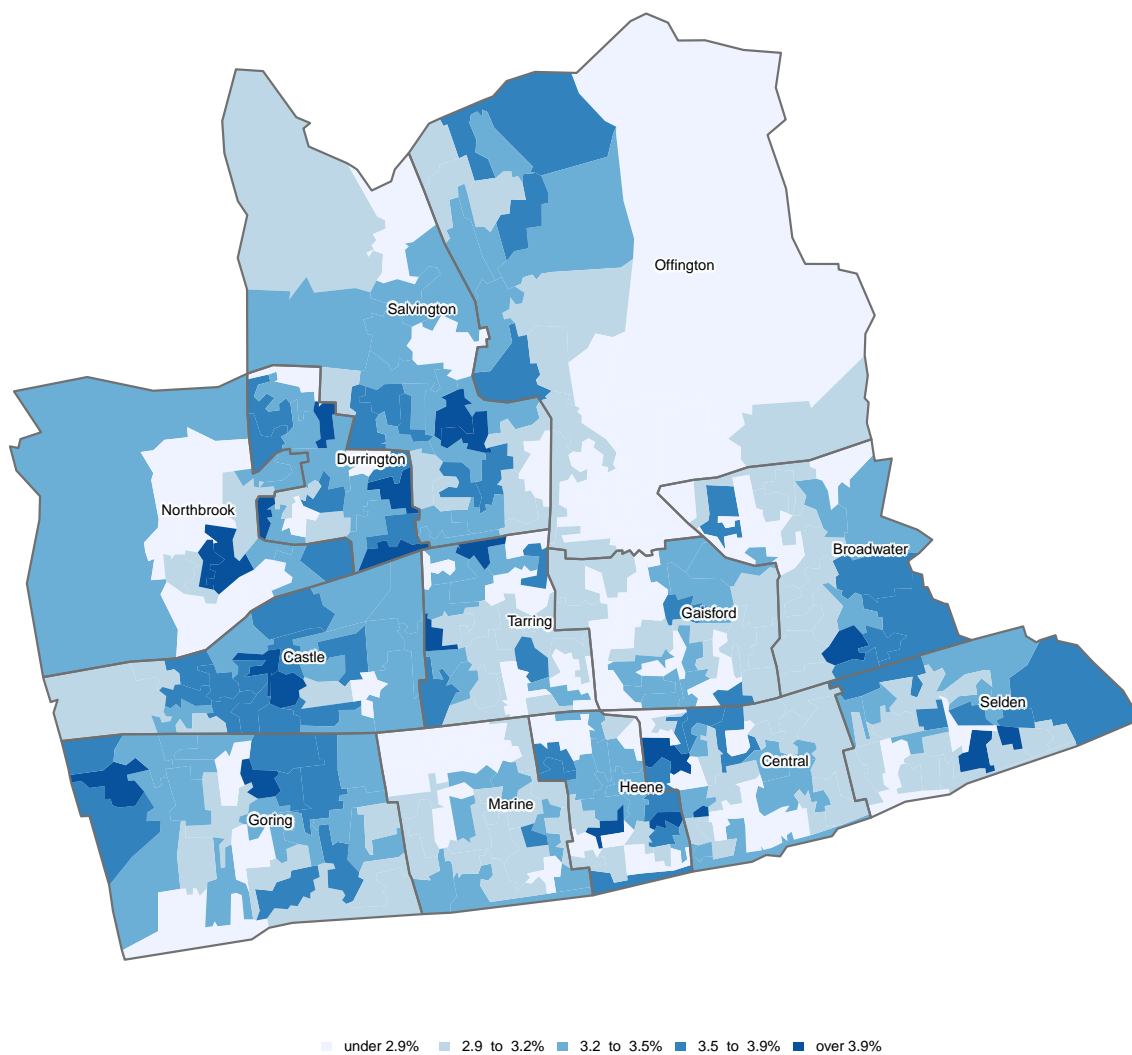 Offington
Salvington
Durrington
Northbrook
Broadwater
Gaisford
Tarring
Castle
Selden
Central
Heene
Marine
Goring
under 2.9% 2.9 to 3.2% 3.2 to 3.5% 3.5 to 3.9% over 3.9%